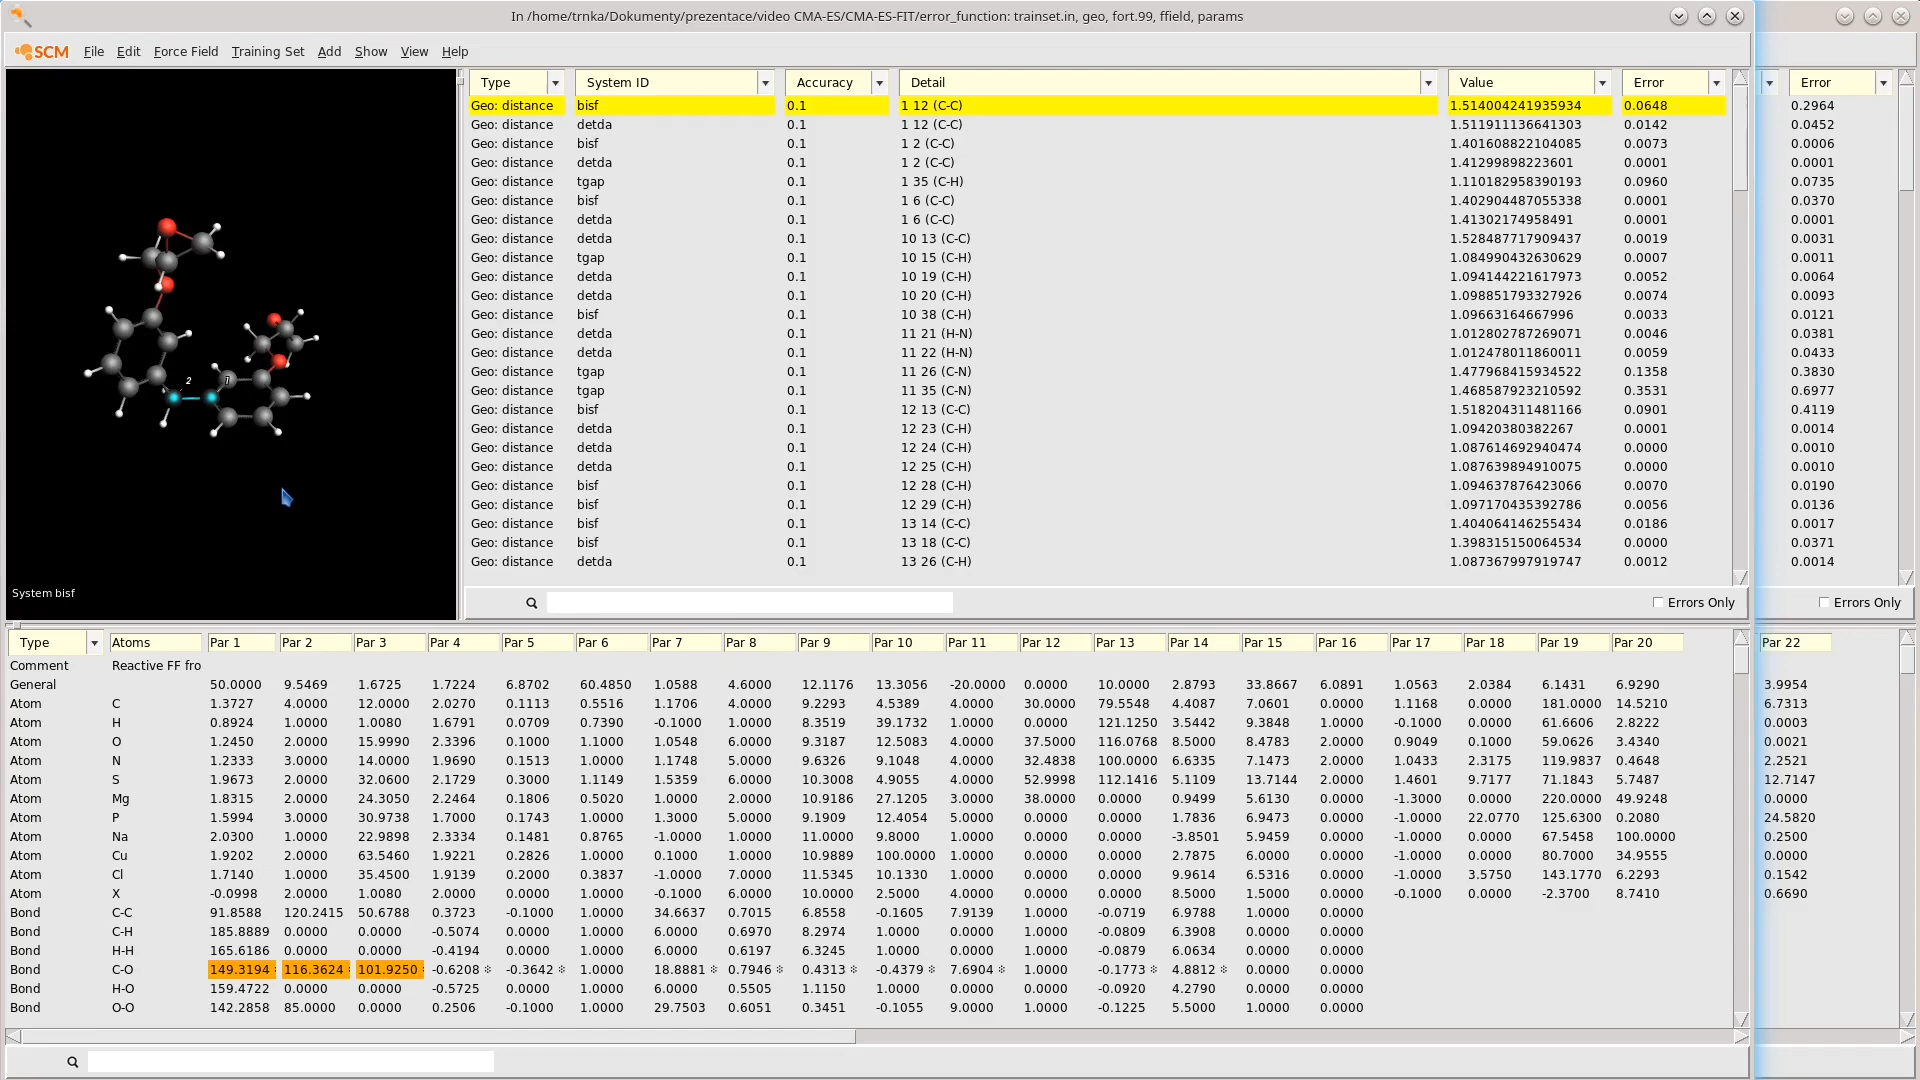 In /home/trnka/Dokumenty/prezentace/video CMA-ES/CMA-ES-FIT/error_function: trainset.in, geo, fort.99, ffield, params
SCM File Edit Force Field Training Set Add Show View Help
Type System ID Accuracy Detail Value Error Error
Geo: distance bisf 0.1 1 12 (C-C) 1.514004241935934 0.0648 0.2964
Geo: distance detda 0.1 1 12 (C-C) 1.511911136641303 0.0142 0.0452
Geo: distance bisf 0.1 1 2 (C-C) 1.401608822104085 0.0073 0.0006
Geo: distance detda 0.1 1 2 (C-C) 1.41299898223601 0.0001 0.0001
Geo: distance tgap 0.1 1 35 (C-H) 1.110182958390193 0.0960 0.0735
Geo: distance bisf 0.1 1 6 (C-C) 1.402904487055338 0.0001 0.0370
Geo: distance detda 0.1 1 6 (C-C) 1.41302174958491 0.0001 0.0001
Geo: distance detda 0.1 10 13 (C-C) 1.528487717909437 0.0019 0.0031
Geo: distance tgap 0.1 10 15 (C-H) 1.084990432630629 0.0007 0.0011
Geo: distance detda 0.1 10 19 (C-H) 1.094144221617973 0.0052 0.0064
Geo: distance detda 0.1 10 20 (C-H) 1.098851793327926 0.0074 0.0093
Geo: distance bisf 0.1 10 38 (C-H) 1.09663164667996 0.0033 0.0121
Geo: distance detda 0.1 11 21 (H-N) 1.012802787269071 0.0046 0.0381
Geo: distance detda 0.1 11 22 (H-N) 1.012478011860011 0.0059 0.0433
Geo: distance tgap 0.1 11 26 (C-N) 1.477968415934522 0.1358 0.3830
Geo: distance tgap 0.1 11 35 (C-N) 1.468587923210592 0.3531 0.6977
Geo: distance bisf 0.1 12 13 (C-C) 1.518204311481166 0.0901 0.4119
Geo: distance detda 0.1 12 23 (C-H) 1.09420380382267 0.0001 0.0014
Geo: distance detda 0.1 12 24 (C-H) 1.087614692940474 0.0000 0.0010
Geo: distance detda 0.1 12 25 (C-H) 1.087639894910075 0.0000 0.0010
Geo: distance bisf 0.1 12 28 (C-H) 1.094637876423066 0.0070 0.0190
Geo: distance bisf 0.1 12 29 (C-H) 1.097170435392786 0.0056 0.0136
Geo: distance bisf 0.1 13 14 (C-C) 1.404064146255434 0.0186 0.0017
Geo: distance bisf 0.1 13 18 (C-C) 1.398315150064534 0.0000 0.0371
Geo: distance detda 0.1 13 26 (C-H) 1.087367997919747 0.0012 0.0014
2 1
System bisf
Errors Only Errors Only
Type Atoms Par 1 Par 2 Par 3 Par 4 Par 5 Par 6 Par 7 Par 8 Par 9 Par 10 Par 11 Par 12 Par 13 Par 14 Par 15 Par 16 Par 17 Par 18 Par 19 Par 20 Par 22
Comment Reactive FF fro
General 50.0000 9.5469 1.6725 1.7224 6.8702 60.4850 1.0588 4.6000 12.1176 13.3056 -20.0000 0.0000 10.0000 2.8793 33.8667 6.0891 1.0563 2.0384 6.1431 6.9290 3.9954
Atom C 1.3727 4.0000 12.0000 2.0270 0.1113 0.5516 1.1706 4.0000 9.2293 4.5389 4.0000 30.0000 79.5548 4.4087 7.0601 0.0000 1.1168 0.0000 181.0000 14.5210 6.7313
Atom H 0.8924 1.0000 1.0080 1.6791 0.0709 0.7390 -0.1000 1.0000 8.3519 39.1732 1.0000 0.0000 121.1250 3.5442 9.3848 1.0000 -0.1000 0.0000 61.6606 2.8222 0.0003
Atom O 1.2450 2.0000 15.9990 2.3396 0.1000 1.1000 1.0548 6.0000 9.3187 12.5083 4.0000 37.5000 116.0768 8.5000 8.4783 2.0000 0.9049 0.1000 59.0626 3.4340 0.0021
Atom N 1.2333 3.0000 14.0000 1.9690 0.1513 1.0000 1.1748 5.0000 9.6326 9.1048 4.0000 32.4838 100.0000 6.6335 7.1473 2.0000 1.0433 2.3175 119.9837 0.4648 2.2521
Atom S 1.9673 2.0000 32.0600 2.1729 0.3000 1.1149 1.5359 6.0000 10.3008 4.9055 4.0000 52.9998 112.1416 5.1109 13.7144 2.0000 1.4601 9.7177 71.1843 5.7487 12.7147
Atom Mg 1.8315 2.0000 24.3050 2.2464 0.1806 0.5020 1.0000 2.0000 10.9186 27.1205 3.0000 38.0000 0.0000 0.9499 5.6130 0.0000 -1.3000 0.0000 220.0000 49.9248 0.0000
Atom P 1.5994 3.0000 30.9738 1.7000 0.1743 1.0000 1.3000 5.0000 9.1909 12.4054 5.0000 0.0000 0.0000 1.7836 6.9473 0.0000 -1.0000 22.0770 125.6300 0.2080 24.5820
Atom Na 2.0300 1.0000 22.9898 2.3334 0.1481 0.8765 -1.0000 1.0000 11.0000 9.8000 1.0000 0.0000 0.0000 -3.8501 5.9459 0.0000 -1.0000 0.0000 67.5458 100.0000 0.2500
Atom Cu 1.9202 2.0000 63.5460 1.9221 0.2826 1.0000 0.1000 1.0000 10.9889 100.0000 1.0000 0.0000 0.0000 2.7875 6.0000 0.0000 -1.0000 0.0000 80.7000 34.9555 0.0000
Atom Cl 1.7140 1.0000 35.4500 1.9139 0.2000 0.3837 -1.0000 7.0000 11.5345 10.1330 1.0000 0.0000 0.0000 9.9614 6.5316 0.0000 -1.0000 3.5750 143.1770 6.2293 0.1542
Atom X -0.0998 2.0000 1.0080 2.0000 0.0000 1.0000 -0.1000 6.0000 10.0000 2.5000 4.0000 0.0000 0.0000 8.5000 1.5000 0.0000 -0.1000 0.0000 -2.3700 8.7410 0.6690
Bond C-C 91.8588 120.2415 50.6788 0.3723 -0.1000 1.0000 34.6637 0.7015 6.8558 -0.1605 7.9139 1.0000 -0.0719 6.9788 1.0000 0.0000
Bond C-H 185.8889 0.0000 0.0000 -0.5074 0.0000 1.0000 6.0000 0.6970 8.2974 1.0000 0.0000 1.0000 -0.0809 6.3908 0.0000 0.0000
Bond H-H 165.6186 0.0000 0.0000 -0.4194 0.0000 1.0000 6.0000 0.6197 6.3245 1.0000 0.0000 1.0000 -0.0879 6.0634 0.0000 0.0000
Bond C-O 149.3194 116.3624 101.9250 -0.6208 -0.3642 1.0000 18.8881 0.7946 0.4313 -0.4379 7.6904 1.0000 -0.1773 4.8812 0.0000 0.0000
Bond H-O 159.4722 0.0000 0.0000 -0.5725 0.0000 1.0000 6.0000 0.5505 1.1150 1.0000 0.0000 0.0000 -0.0920 4.2790 0.0000 0.0000
Bond O-O 142.2858 85.0000 0.0000 0.2506 -0.1000 1.0000 29.7503 0.6051 0.3451 -0.1055 9.0000 1.0000 -0.1225 5.5000 1.0000 0.0000